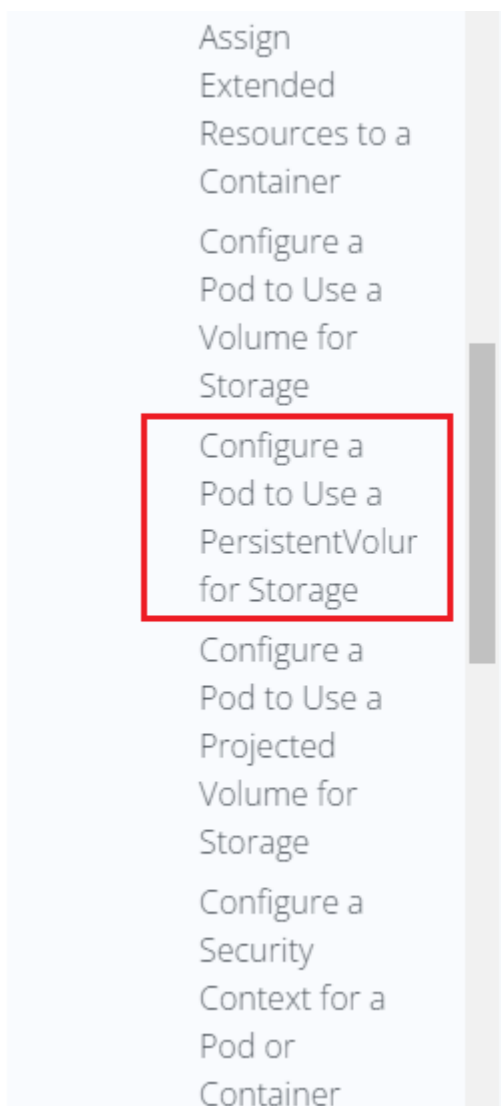 Assign
Extended
Resources to a
Container
Configure a
Pod to Use a
Volume for
Storage
Configure a
Pod to Use a
PersistentVolur
for Storage
Configure a
Pod to Use a
Projected
Volume for
Storage
Configure a
Security
Context for a
Pod or
Container